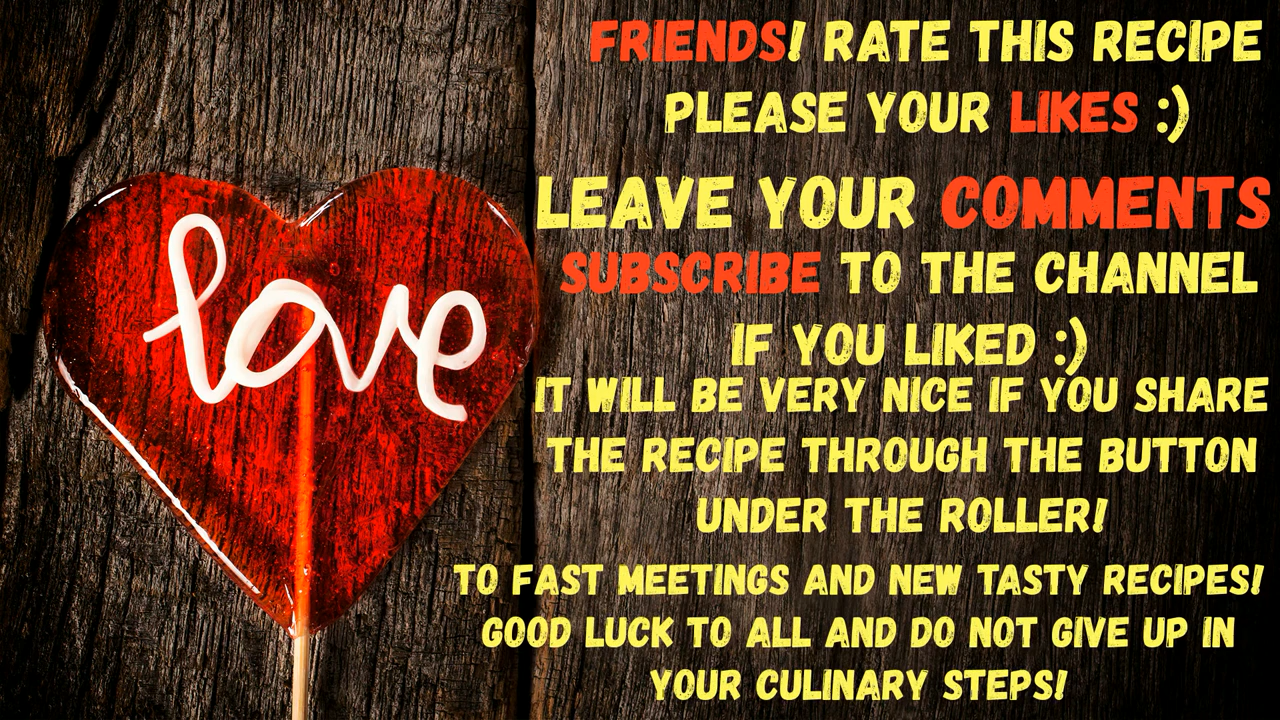 love
FRIENDS! RATE THIS RECIPE
PLEASE YOUR LIKES :)
LEAVE YOUR COMMENTS
SUBSCRIBE TO THE CHANNEL
IF YOU LIKED :)
IT WILL BE VERY NICE IF YOU SHARE
THE RECIPE THROUGH THE BUTTON
UNDER THE ROLLER!
TO FAST MEETINGS AND NEW TASTY RECIPES!
GOOD LUCK TO ALL AND DO NOT GIVE UP IN
YOUR CULINARY STEPS!